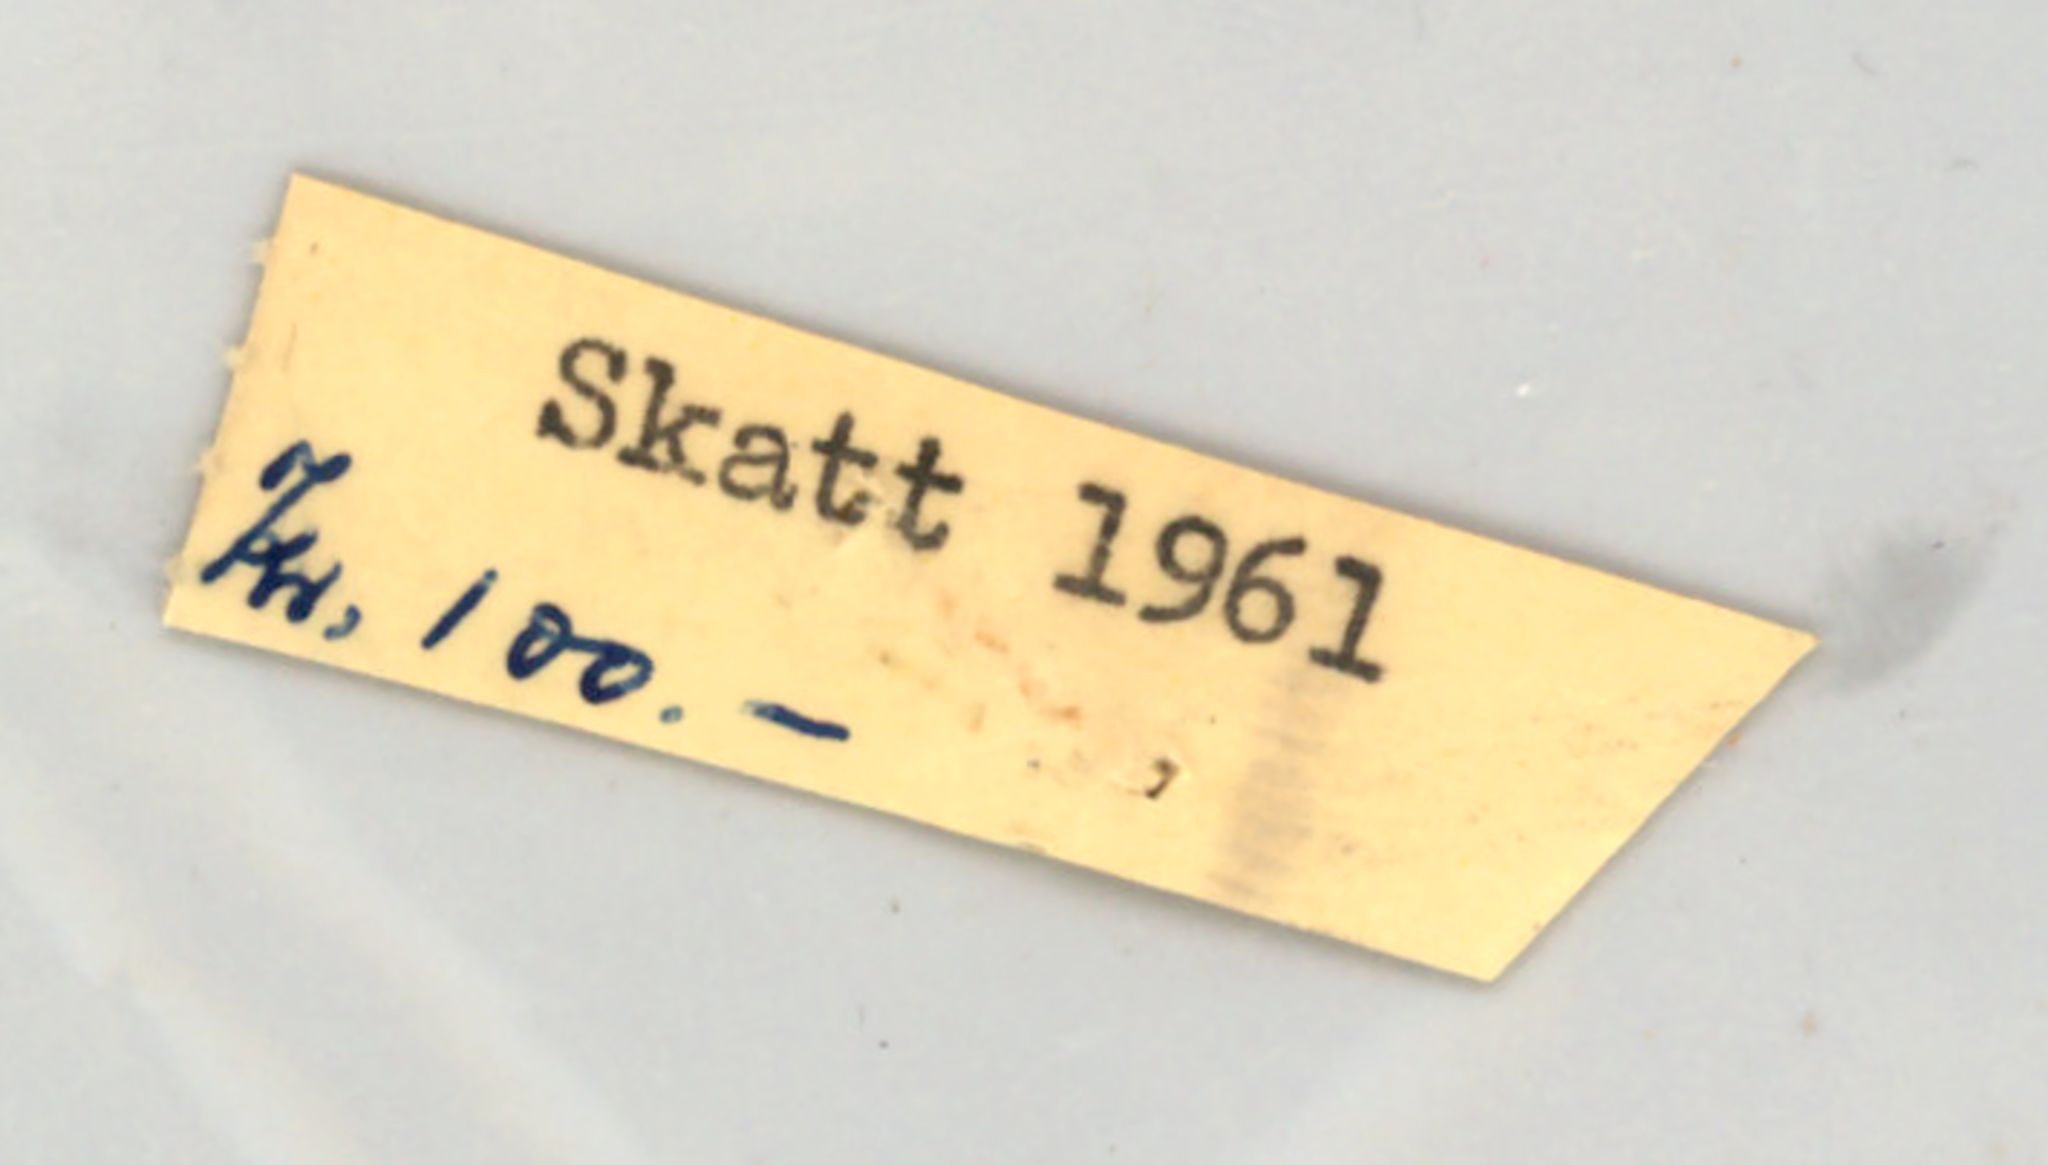 Skatt 1961
Kr. 100.-